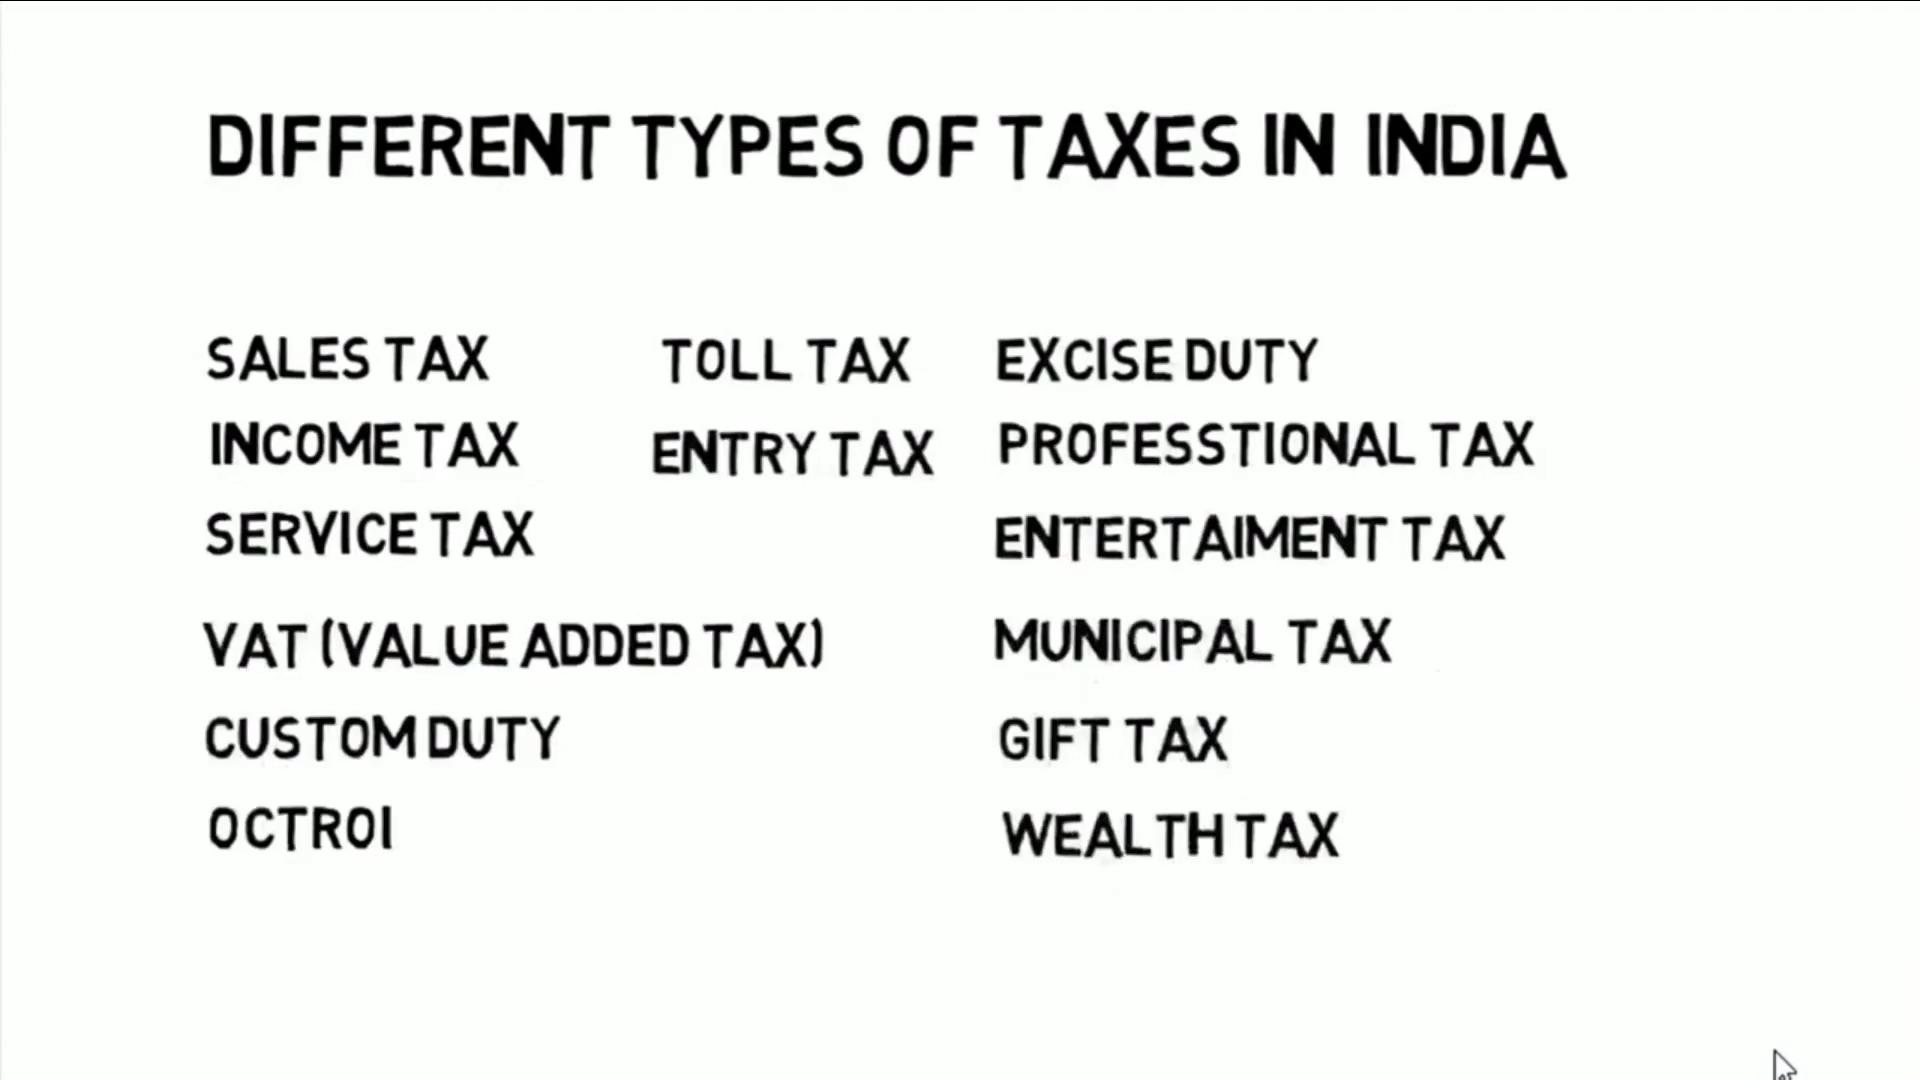 DIFFERENT TYPES OF TAXES IN INDIA
SALES TAX
INCOME TAX
SERVICE TAX
VAT (VALUE ADDED TAX)
CUSTOM DUTY
OCTROI
TOLL TAX
ENTRY TAX
EXCISE DUTY
PROFESSTIONAL TAX
ENTERTAIMENT TAX
MUNICIPAL TAX
GIFT TAX
WEALTH TAX